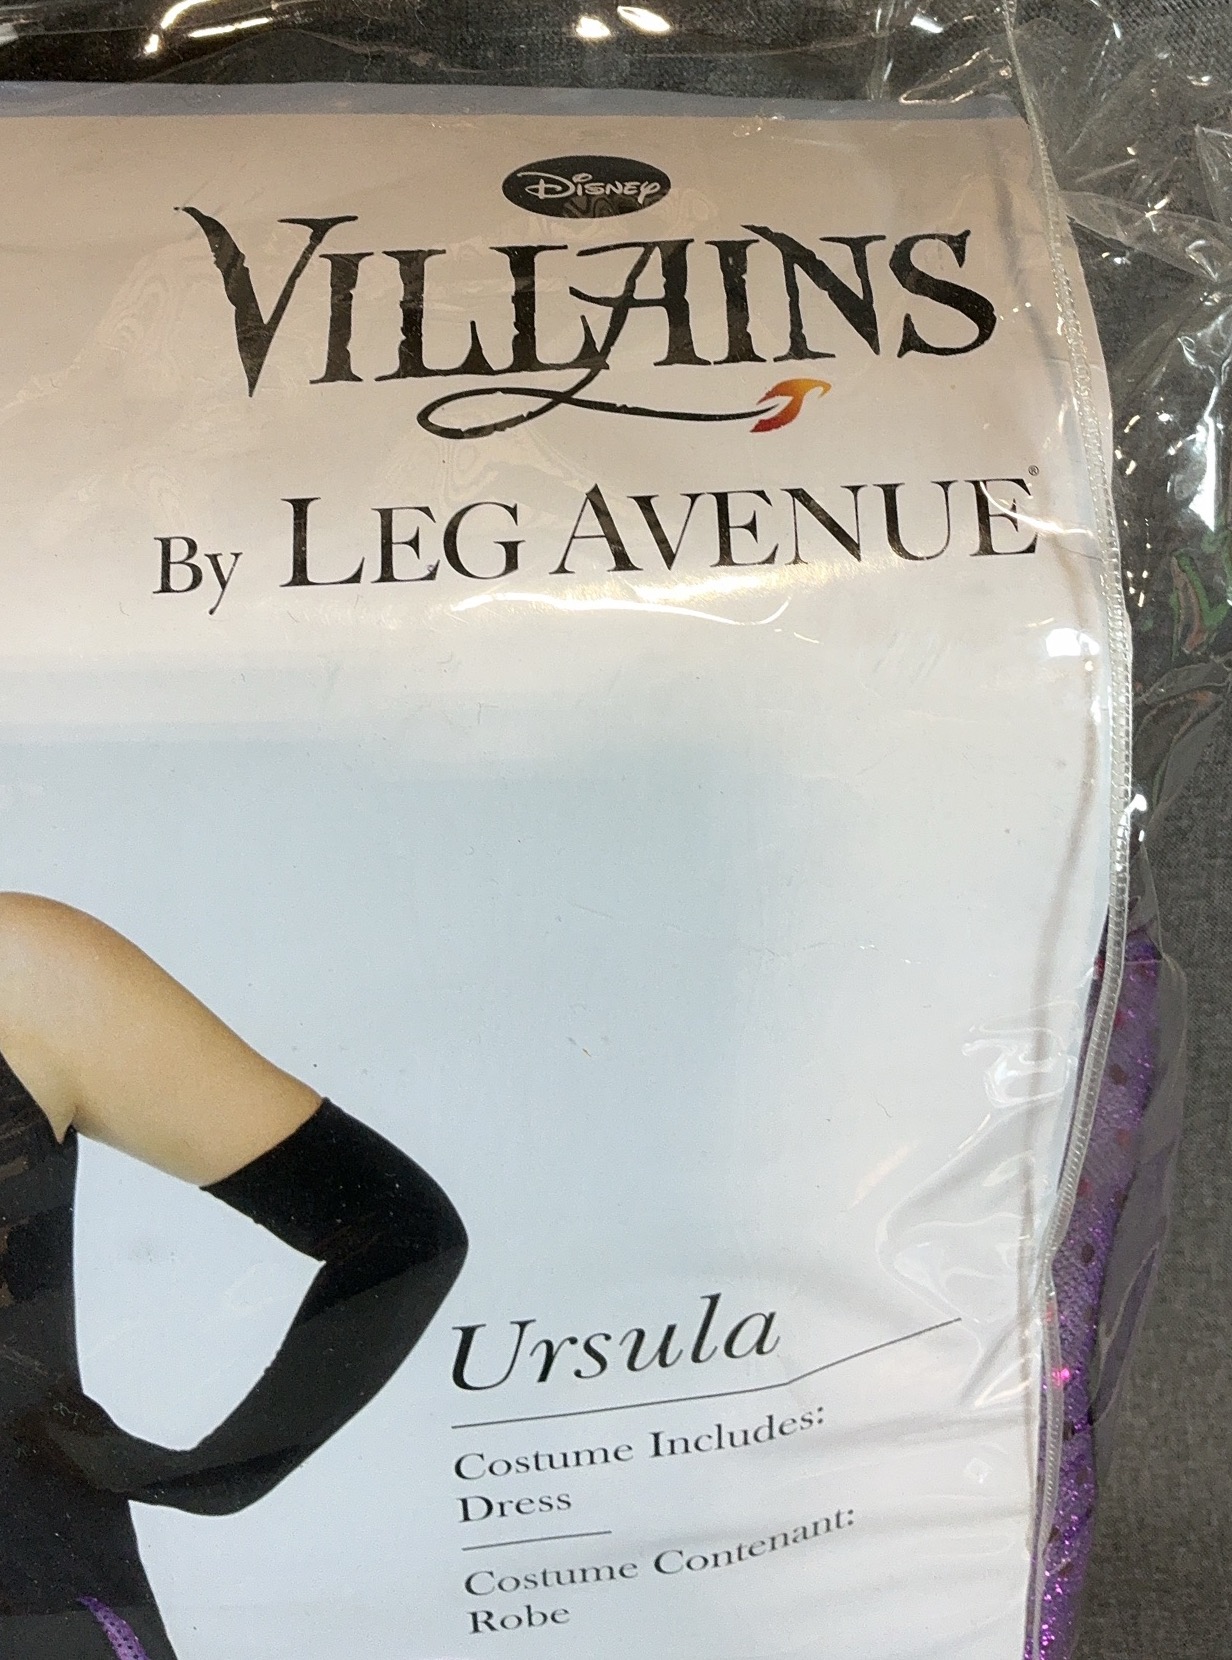 Disney
VILLAINS
By LEG AVENUE®
Ursula
Costume Includes:
Dress
Costume Contenant:
Robe